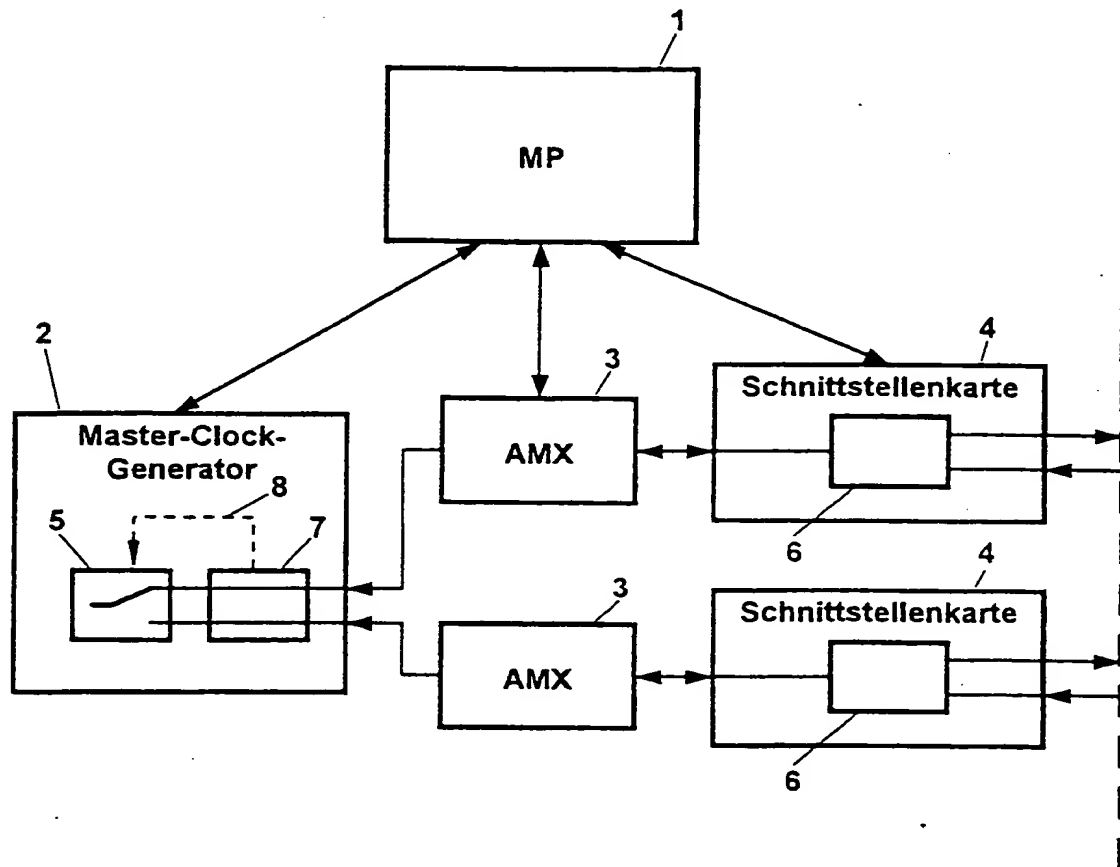 1
MP
2
3
4
Master-Clock-
Generator
AMX
Schnittstellenkarte
8
5
7
6
3
4
AMX
Schnittstellenkarte
6